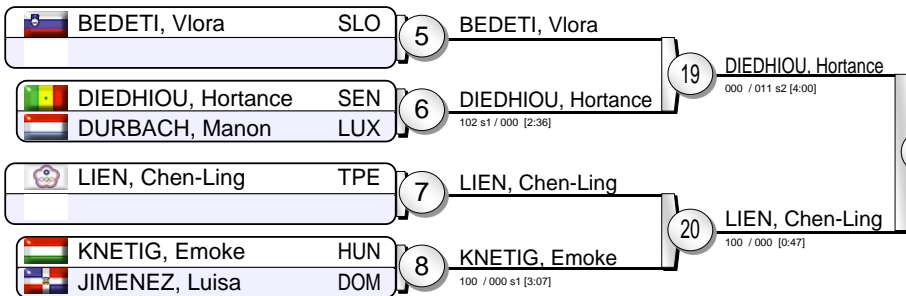 BEDETI, Vlora SLO
5
BEDETI, Vlora
19
DIEDHIOU, Hortance
000 / 011 s2 [4:00]
DIEDHIOU, Hortance SEN
DURBACH, Manon LUX
6
DIEDHIOU, Hortance
102 s1 / 000 [2:36]
LIEN, Chen-Ling TPE
7
LIEN, Chen-Ling
20
LIEN, Chen-Ling
100 / 000 [0:47]
KNETIG, Emoke HUN
JIMENEZ, Luisa DOM
8
KNETIG, Emoke
100 / 000 s1 [3:07]